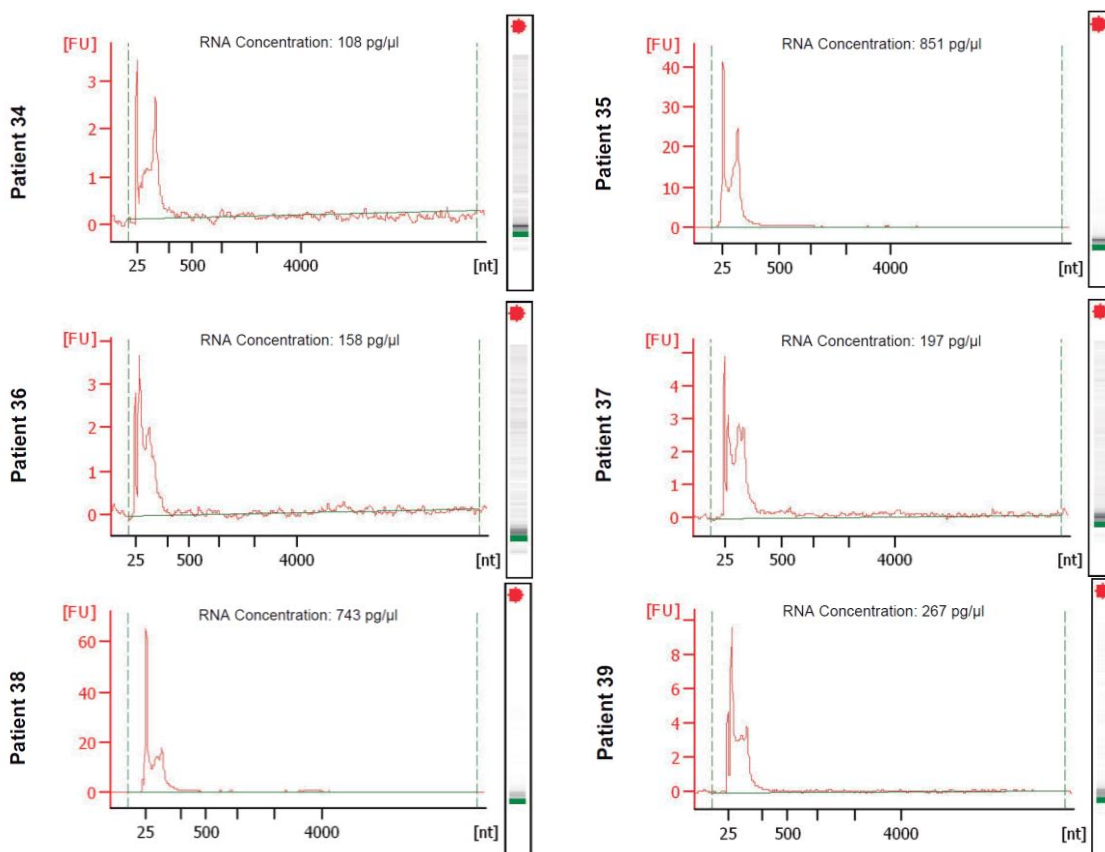 Patient 34
[FU]
RNA Concentration: 108 pg/µl
3
2
1
0
25 500 4000 [nt]
Patient 35
[FU]
RNA Concentration: 851 pg/µl
40
30
20
10
0
25 500 4000 [nt]
Patient 36
[FU]
RNA Concentration: 158 pg/µl
3
2
1
0
25 500 4000 [nt]
Patient 37
[FU]
RNA Concentration: 197 pg/µl
4
3
2
1
0
25 500 4000 [nt]
Patient 38
[FU]
RNA Concentration: 743 pg/µl
60
40
20
0
25 500 4000 [nt]
Patient 39
[FU]
RNA Concentration: 267 pg/µl
8
6
4
2
0
25 500 4000 [nt]